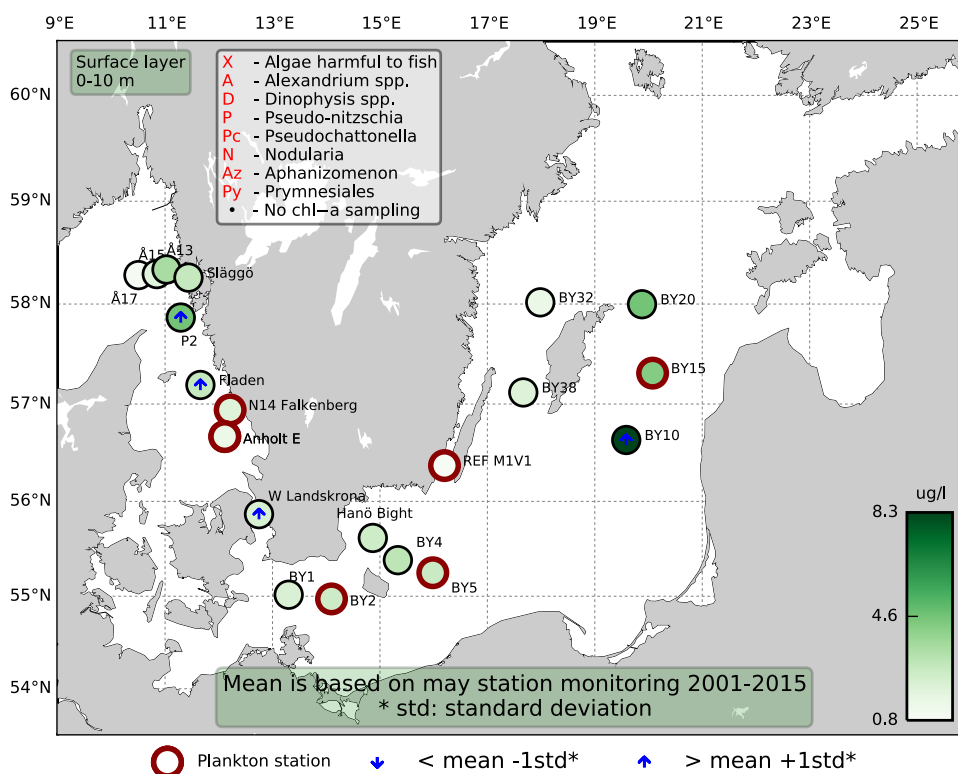 9°E 11°E 13°E 15°E 17°E 19°E 21°E 23°E 25°E
Surface layer
0-10 m
X - Algae harmful to fish
A - Alexandrium spp.
D - Dinophysis spp.
P - Pseudo-nitzschia
Pc - Pseudochattonella
N - Nodularia
Az - Aphanizomenon
Py - Prymnesiales
• - No chl−a sampling
60°N
59°N
58°N
57°N
56°N
55°N
54°N
Å17
Å15
Å13
Släggö
P2
Fladen
N14 Falkenberg
Anholt E
W Landskrona
Hanö Bight
BY1
BY2
BY4
BY5
REF M1V1
BY38
BY32
BY20
BY15
BY10
ug/l
8.3
4.6
0.8
Mean is based on may station monitoring 2001-2015
* std: standard deviation
Plankton station < mean -1std* > mean +1std*